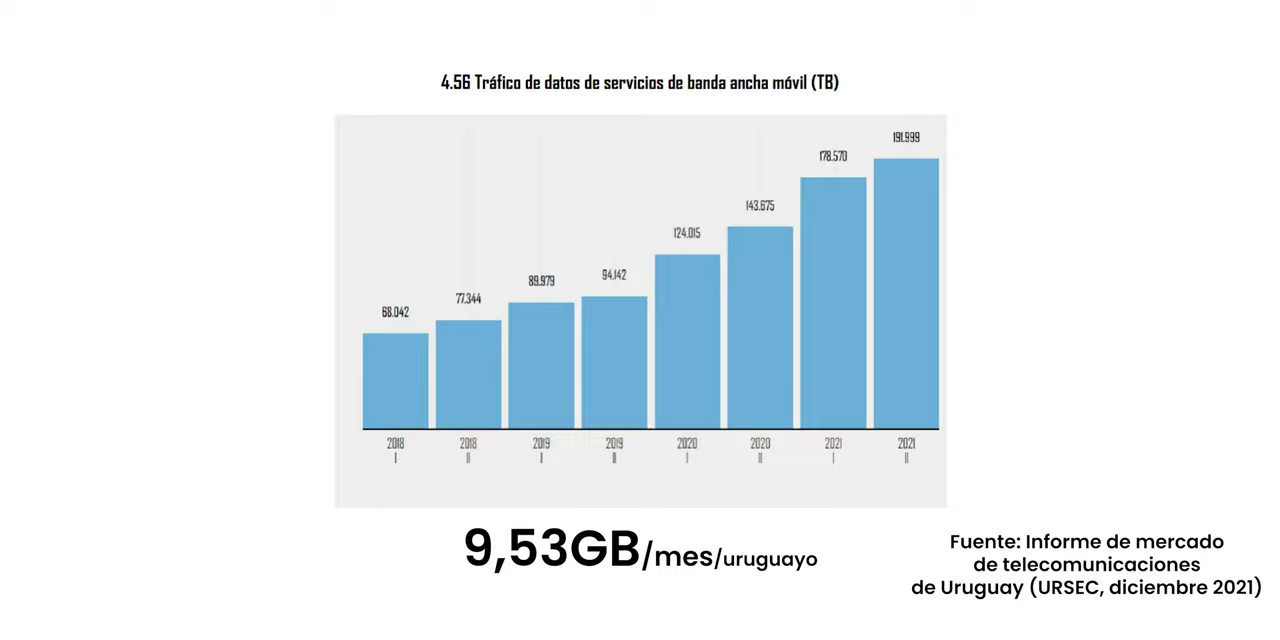 4.56 Tráfico de datos de servicios de banda ancha móvil (TB)
191.999
178.570
143.675
124.015
94.142
89.979
77.344
68.042
2018 2018 2019 2019 2020 2020 2021 2021
I II I II I II I II
9,53GB/mes/uruguayo
Fuente: Informe de mercado
de telecomunicaciones
de Uruguay (URSEC, diciembre 2021)